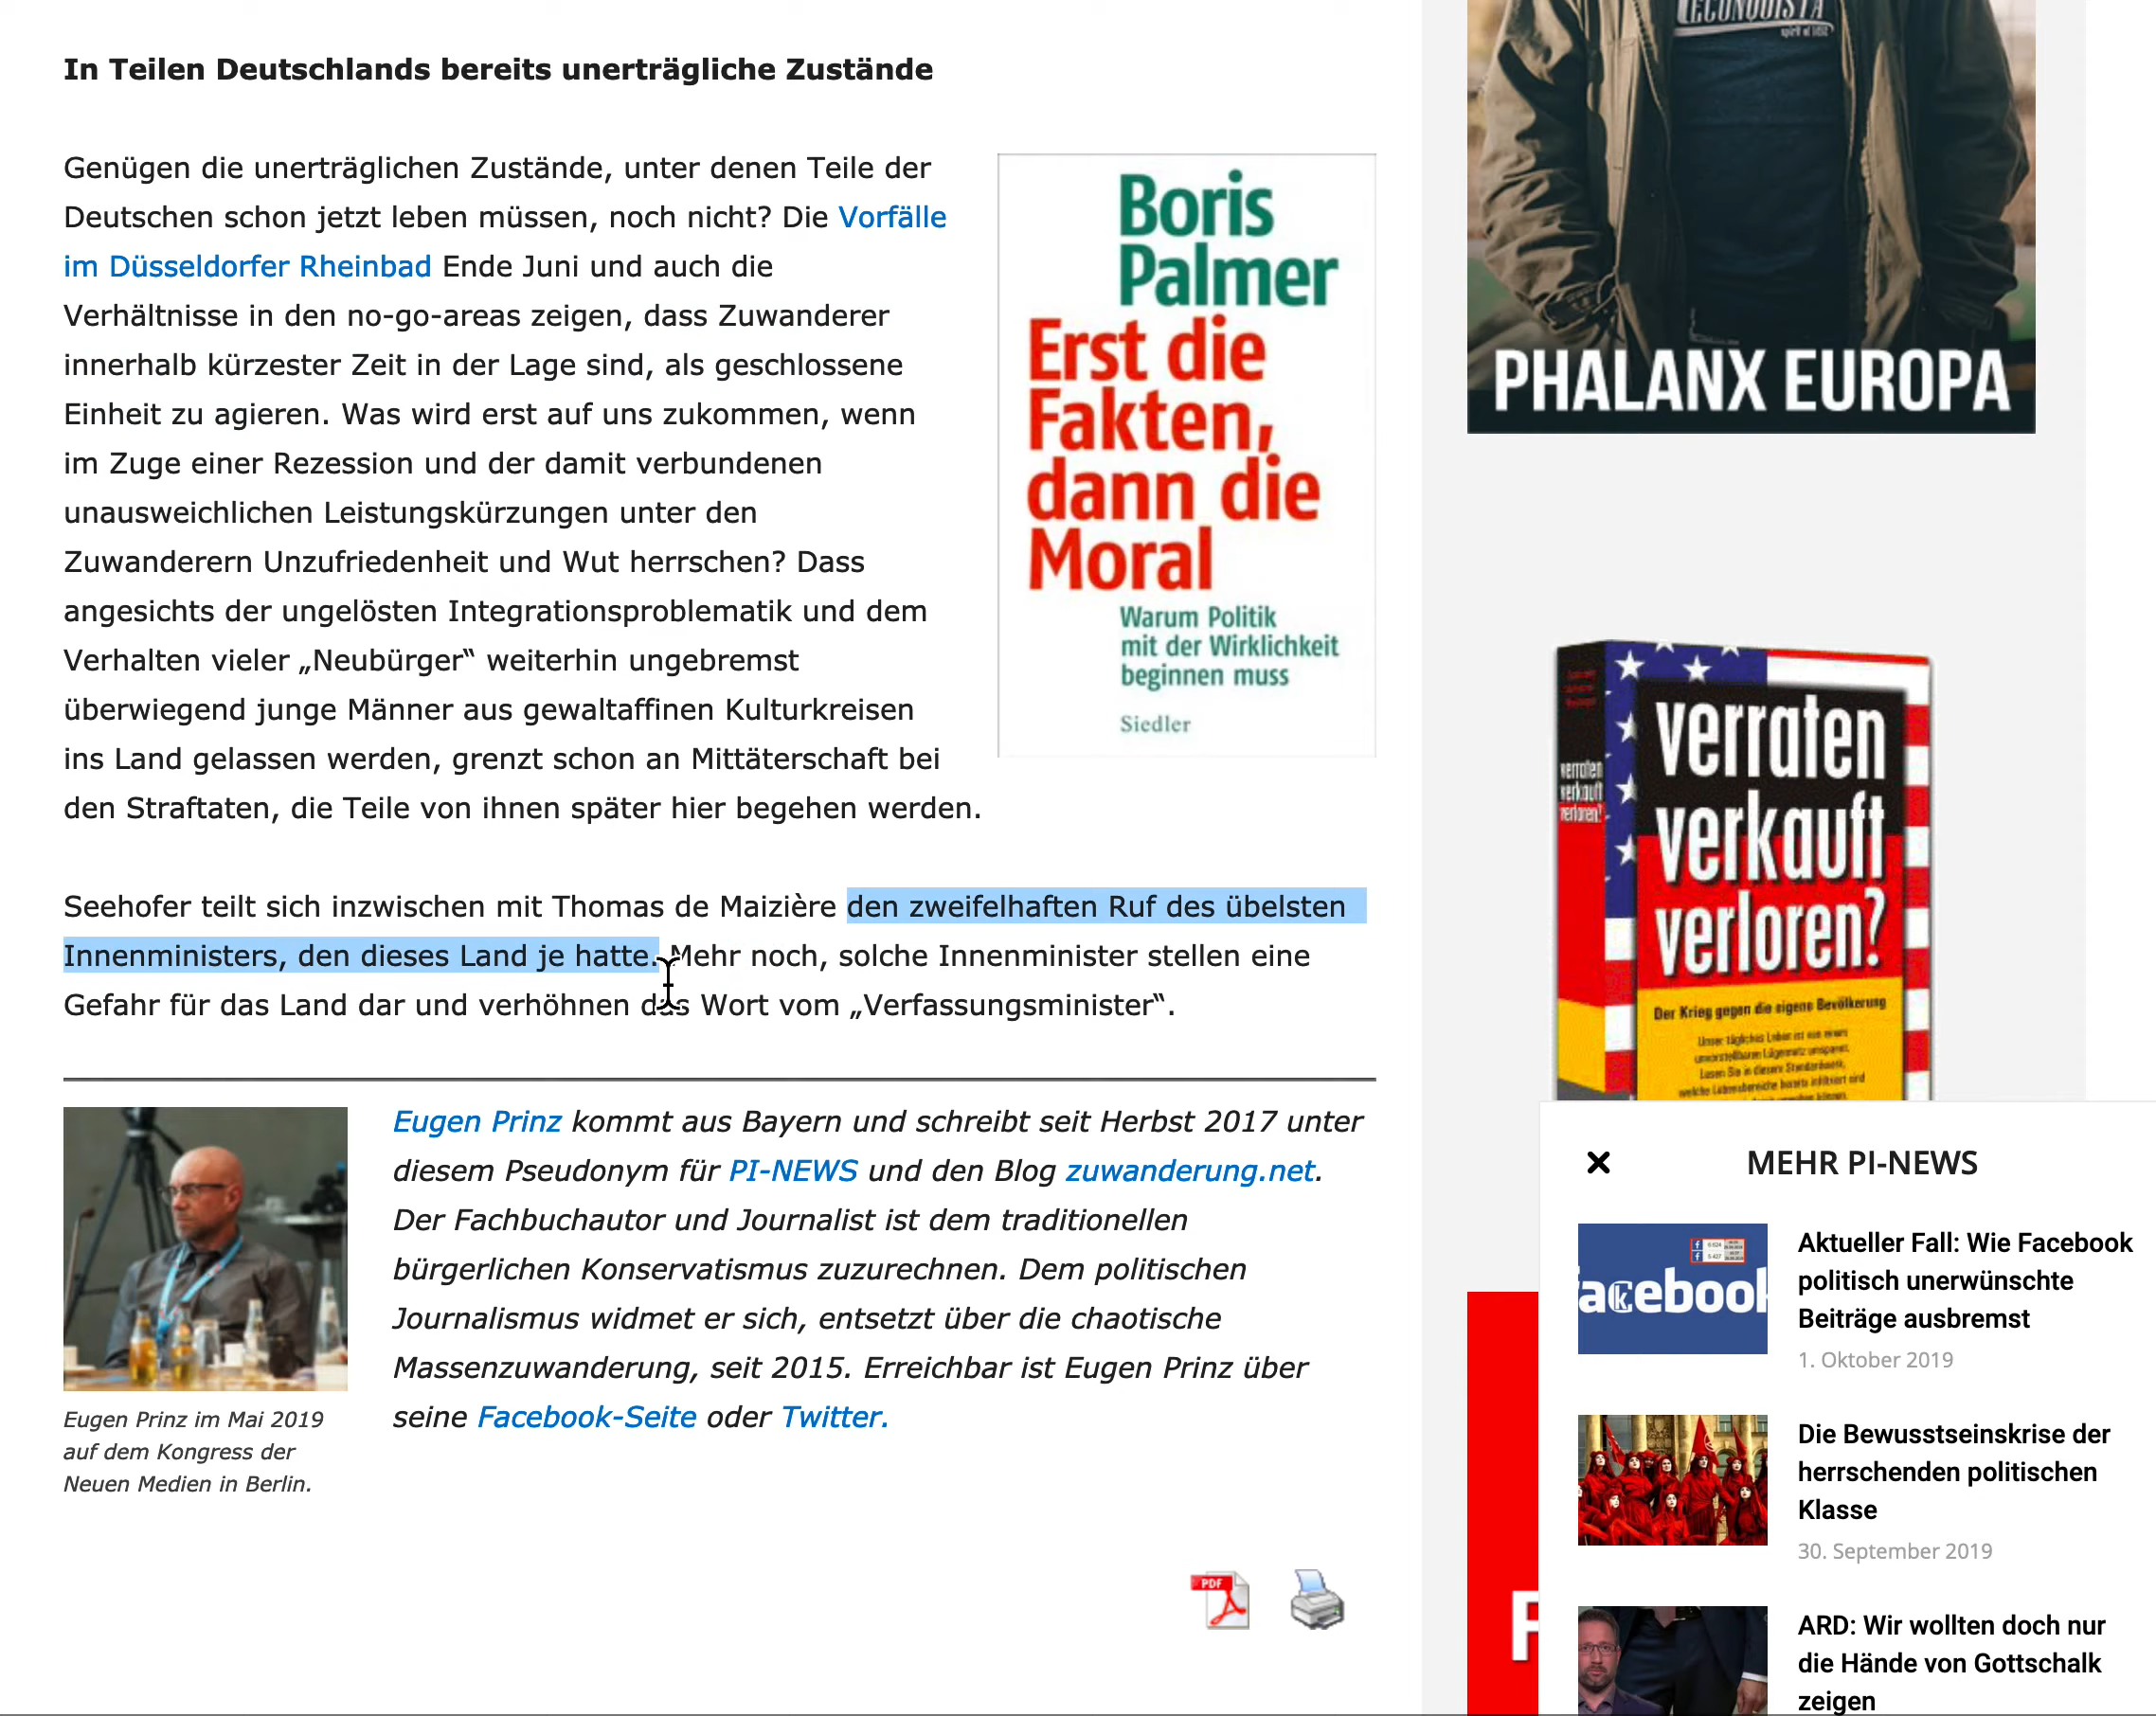 In Teilen Deutschlands bereits unerträgliche Zustände
Genügen die unerträglichen Zustände, unter denen Teile der
Deutschen schon jetzt leben müssen, noch nicht? Die Vorfälle
im Düsseldorfer Rheinbad Ende Juni und auch die
Verhältnisse in den no-go-areas zeigen, dass Zuwanderer
innerhalb kürzester Zeit in der Lage sind, als geschlossene
Einheit zu agieren. Was wird erst auf uns zukommen, wenn
im Zuge einer Rezession und der damit verbundenen
unausweichlichen Leistungskürzungen unter den
Zuwanderern Unzufriedenheit und Wut herrschen? Dass
angesichts der ungelösten Integrationsproblematik und dem
Verhalten vieler „Neubürger“ weiterhin ungebremst
überwiegend junge Männer aus gewaltaffinen Kulturkreisen
ins Land gelassen werden, grenzt schon an Mittäterschaft bei
den Straftaten, die Teile von ihnen später hier begehen werden.
Boris
Palmer
Erst die
Fakten,
dann die
Moral
Warum Politik
mit der Wirklichkeit
beginnen muss
Siedler
Seehofer teilt sich inzwischen mit Thomas de Maizière den zweifelhaften Ruf des übelsten
Innenministers, den dieses Land je hatte. Mehr noch, solche Innenminister stellen eine
Gefahr für das Land dar und verhöhnen das Wort vom „Verfassungsminister“.
Eugen Prinz kommt aus Bayern und schreibt seit Herbst 2017 unter
diesem Pseudonym für PI-NEWS und den Blog zuwanderung.net.
Der Fachbuchautor und Journalist ist dem traditionellen
bürgerlichen Konservatismus zuzurechnen. Dem politischen
Journalismus widmet er sich, entsetzt über die chaotische
Massenzuwanderung, seit 2015. Erreichbar ist Eugen Prinz über
seine Facebook-Seite oder Twitter.
Eugen Prinz im Mai 2019
auf dem Kongress der
Neuen Medien in Berlin.
PDF
ECONQUISTA
PHALANX EUROPA
verraten
verkauft
verloren?
verraten
verkauft
verloren?
Der Krieg gegen die eigene Bevölkerung
MEHR PI-NEWS
acebook
Aktueller Fall: Wie Facebook
politisch unerwünschte
Beiträge ausbremst
1. Oktober 2019
Die Bewusstseinskrise der
herrschenden politischen
Klasse
30. September 2019
ARD: Wir wollten doch nur
die Hände von Gottschalk
zeigen